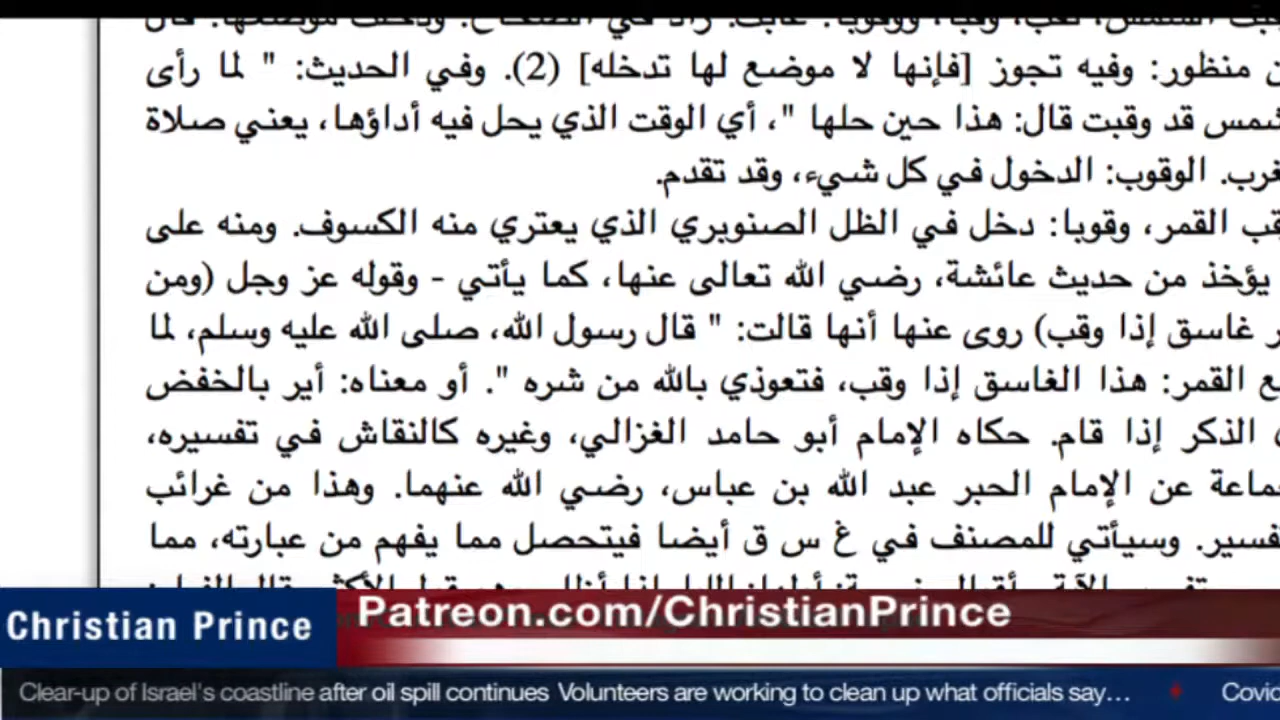 ن منظور: وفيه تجوز [فإنها لا موضع لها تدخله] (2). وفي الحديث: " لما رأى
شمس قد وقبت قال: هذا حين حلها "، أي الوقت الذي يحل فيه أداؤها، يعني صلاة
غرب. الوقوب: الدخول في كل شيء، وقد تقدم.
قب القمر، وقوبا: دخل في الظل الصنوبري الذي يعتري منه الكسوف. ومنه على
يؤخذ من حديث عائشة، رضي الله تعالى عنها، كما يأتي - وقوله عز وجل (ومن
ر غاسق إذا وقب) روى عنها أنها قالت: " قال رسول الله، صلى الله عليه وسلم، لما
ع القمر: هذا الغاسق إذا وقب، فتعوذي بالله من شره ". أو معناه: أير بالخفض
الذكر إذا قام. حكاه الإمام أبو حامد الغزالي، وغيره كالنقاش في تفسيره،
ماعة عن الإمام الحبر عبد الله بن عباس، رضي الله عنهما. وهذا من غرائب
فسير. وسيأتي للمصنف في غ س ق أيضا فيتحصل مما يفهم من عبارته، مما
Patreon.com/ChristianPrince
Christian Prince
Clear-up of Israel's coastline after oil spill continues Volunteers are working to clean up what officials say… Covid